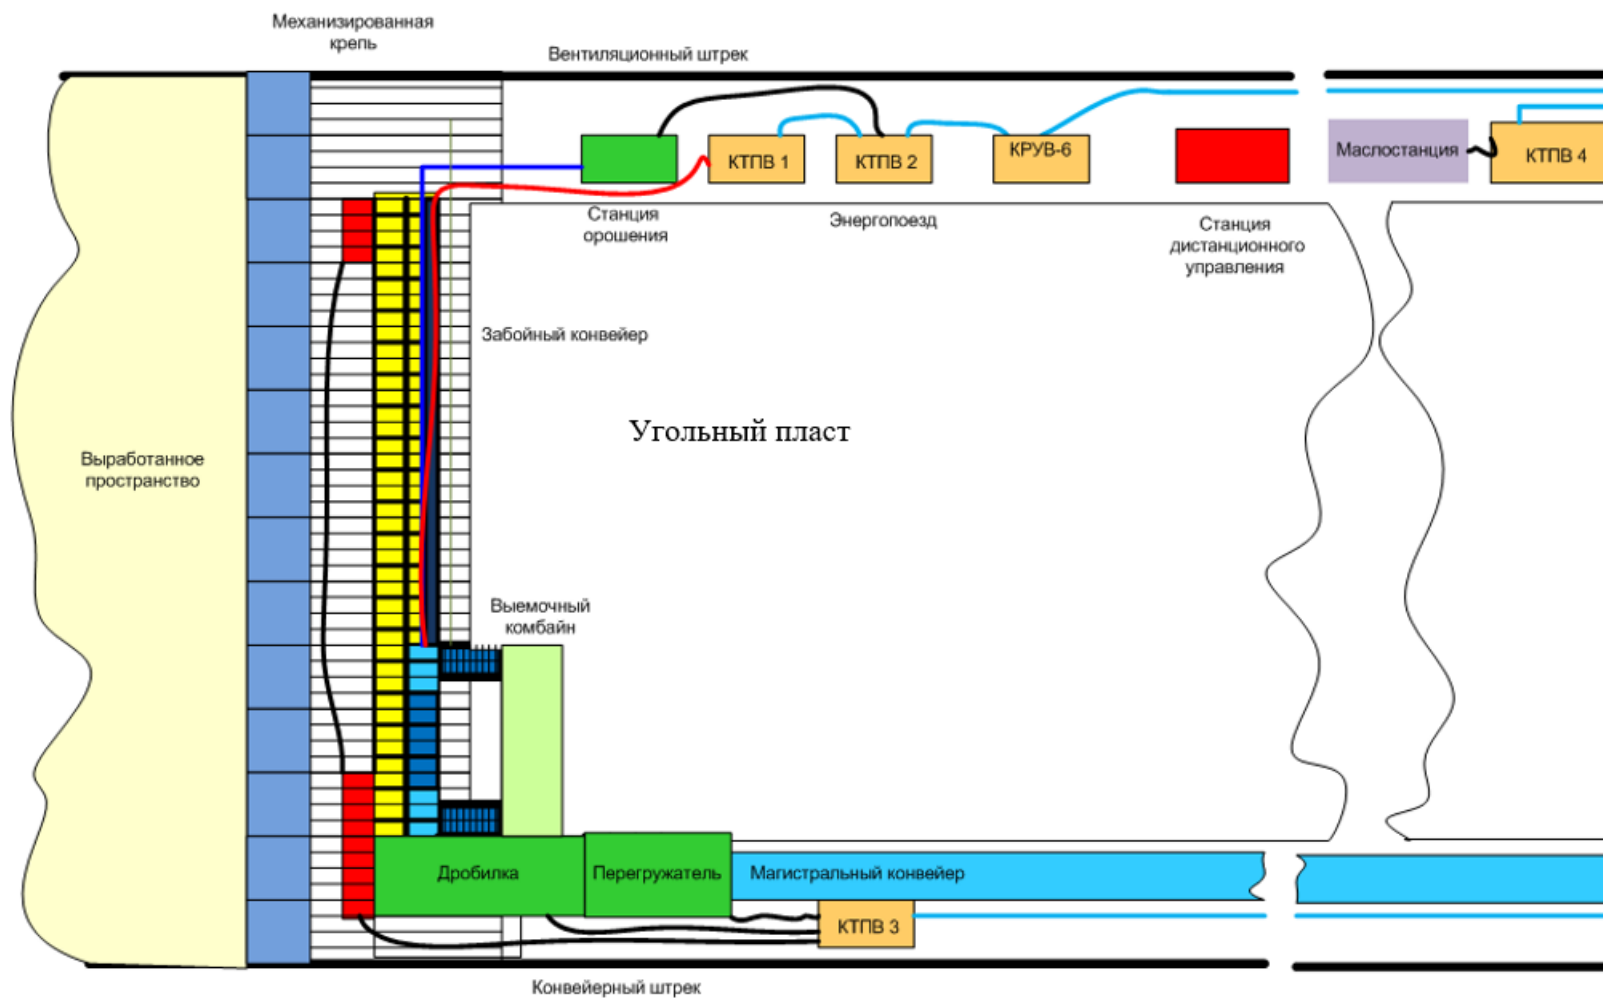 Механизированная
крепь
Вентиляционный штрек
КТПВ 1
КТПВ 2
КРУВ-6
Маслостанция
КТПВ 4
Станция
орошения
Энергопоезд
Станция
дистанционного
управления
Забойный конвейер
Угольный пласт
Выработанное
пространство
Выемочный
комбайн
Дробилка
Перегружатель
Магистральный конвейер
КТПВ 3
Конвейерный штрек